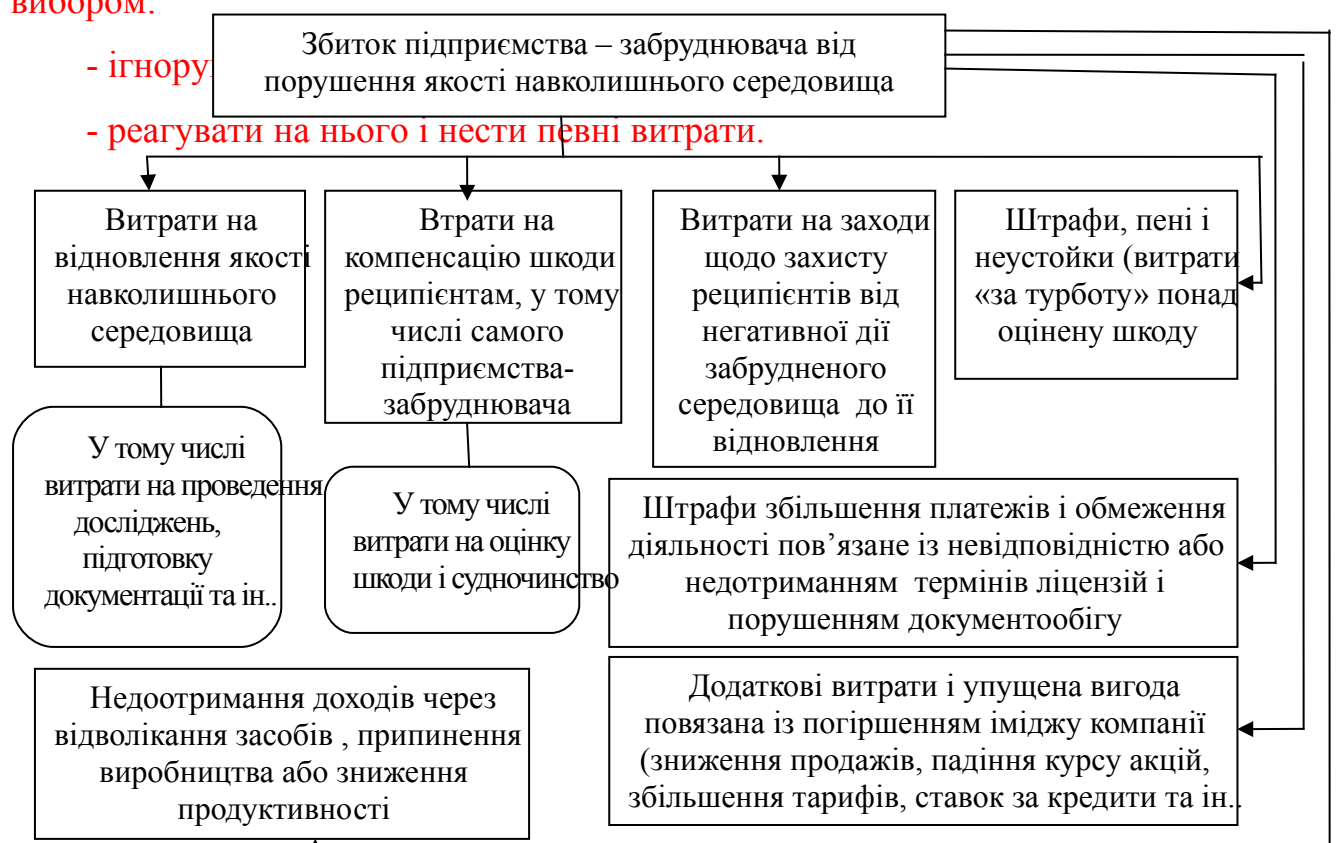 вибором:
Збиток підприємства – забруднювача від
порушення якості навколишнього середовища
- ігнору
- реагувати на нього і нести певні витрати.
Витрати на
відновлення якості
навколишнього
середовища
Втрати на
компенсацію шкоди
реципієнтам, у тому
числі самого
підприємства-
забруднювача
Витрати на заходи
щодо захисту
реципієнтів від
негативної дії
забрудненого
середовища до її
відновлення
Штрафи, пені і
неустойки (витрати
«за турботу» понад
оцінену шкоду
У тому числі
витрати на проведення
досліджень,
підготовку
документації та ін..
У тому числі
витрати на оцінку
шкоди і судночинство
Штрафи збільшення платежів і обмеження
діяльності пов’язане із невідповідністю або
недотриманням термінів ліцензій і
порушенням документообігу
Недоотримання доходів через
відволікання засобів , припинення
виробництва або зниження
продуктивності
Додаткові витрати і упущена вигода
повязана із погіршенням іміджу компанії
(зниження продажів, падіння курсу акцій,
збільшення тарифів, ставок за кредити та ін..